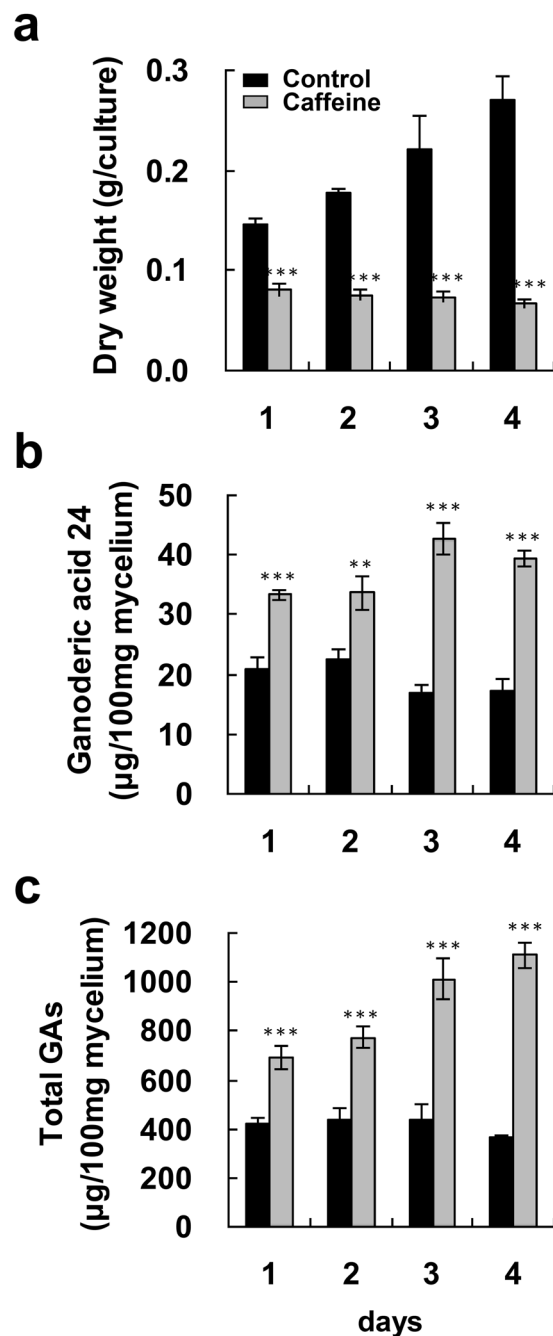 a
Dry weight (g/culture)
0.3
0.2
0.1
0.0
Control
Caffeine
***
***
***
***
1 2 3 4
b
Ganoderic acid 24
(µg/100mg mycelium)
50
40
30
20
10
0
***
**
***
***
1 2 3 4
c
Total GAs
(µg/100mg mycelium)
1200
1000
800
600
400
200
0
***
***
***
***
1 2 3 4
days